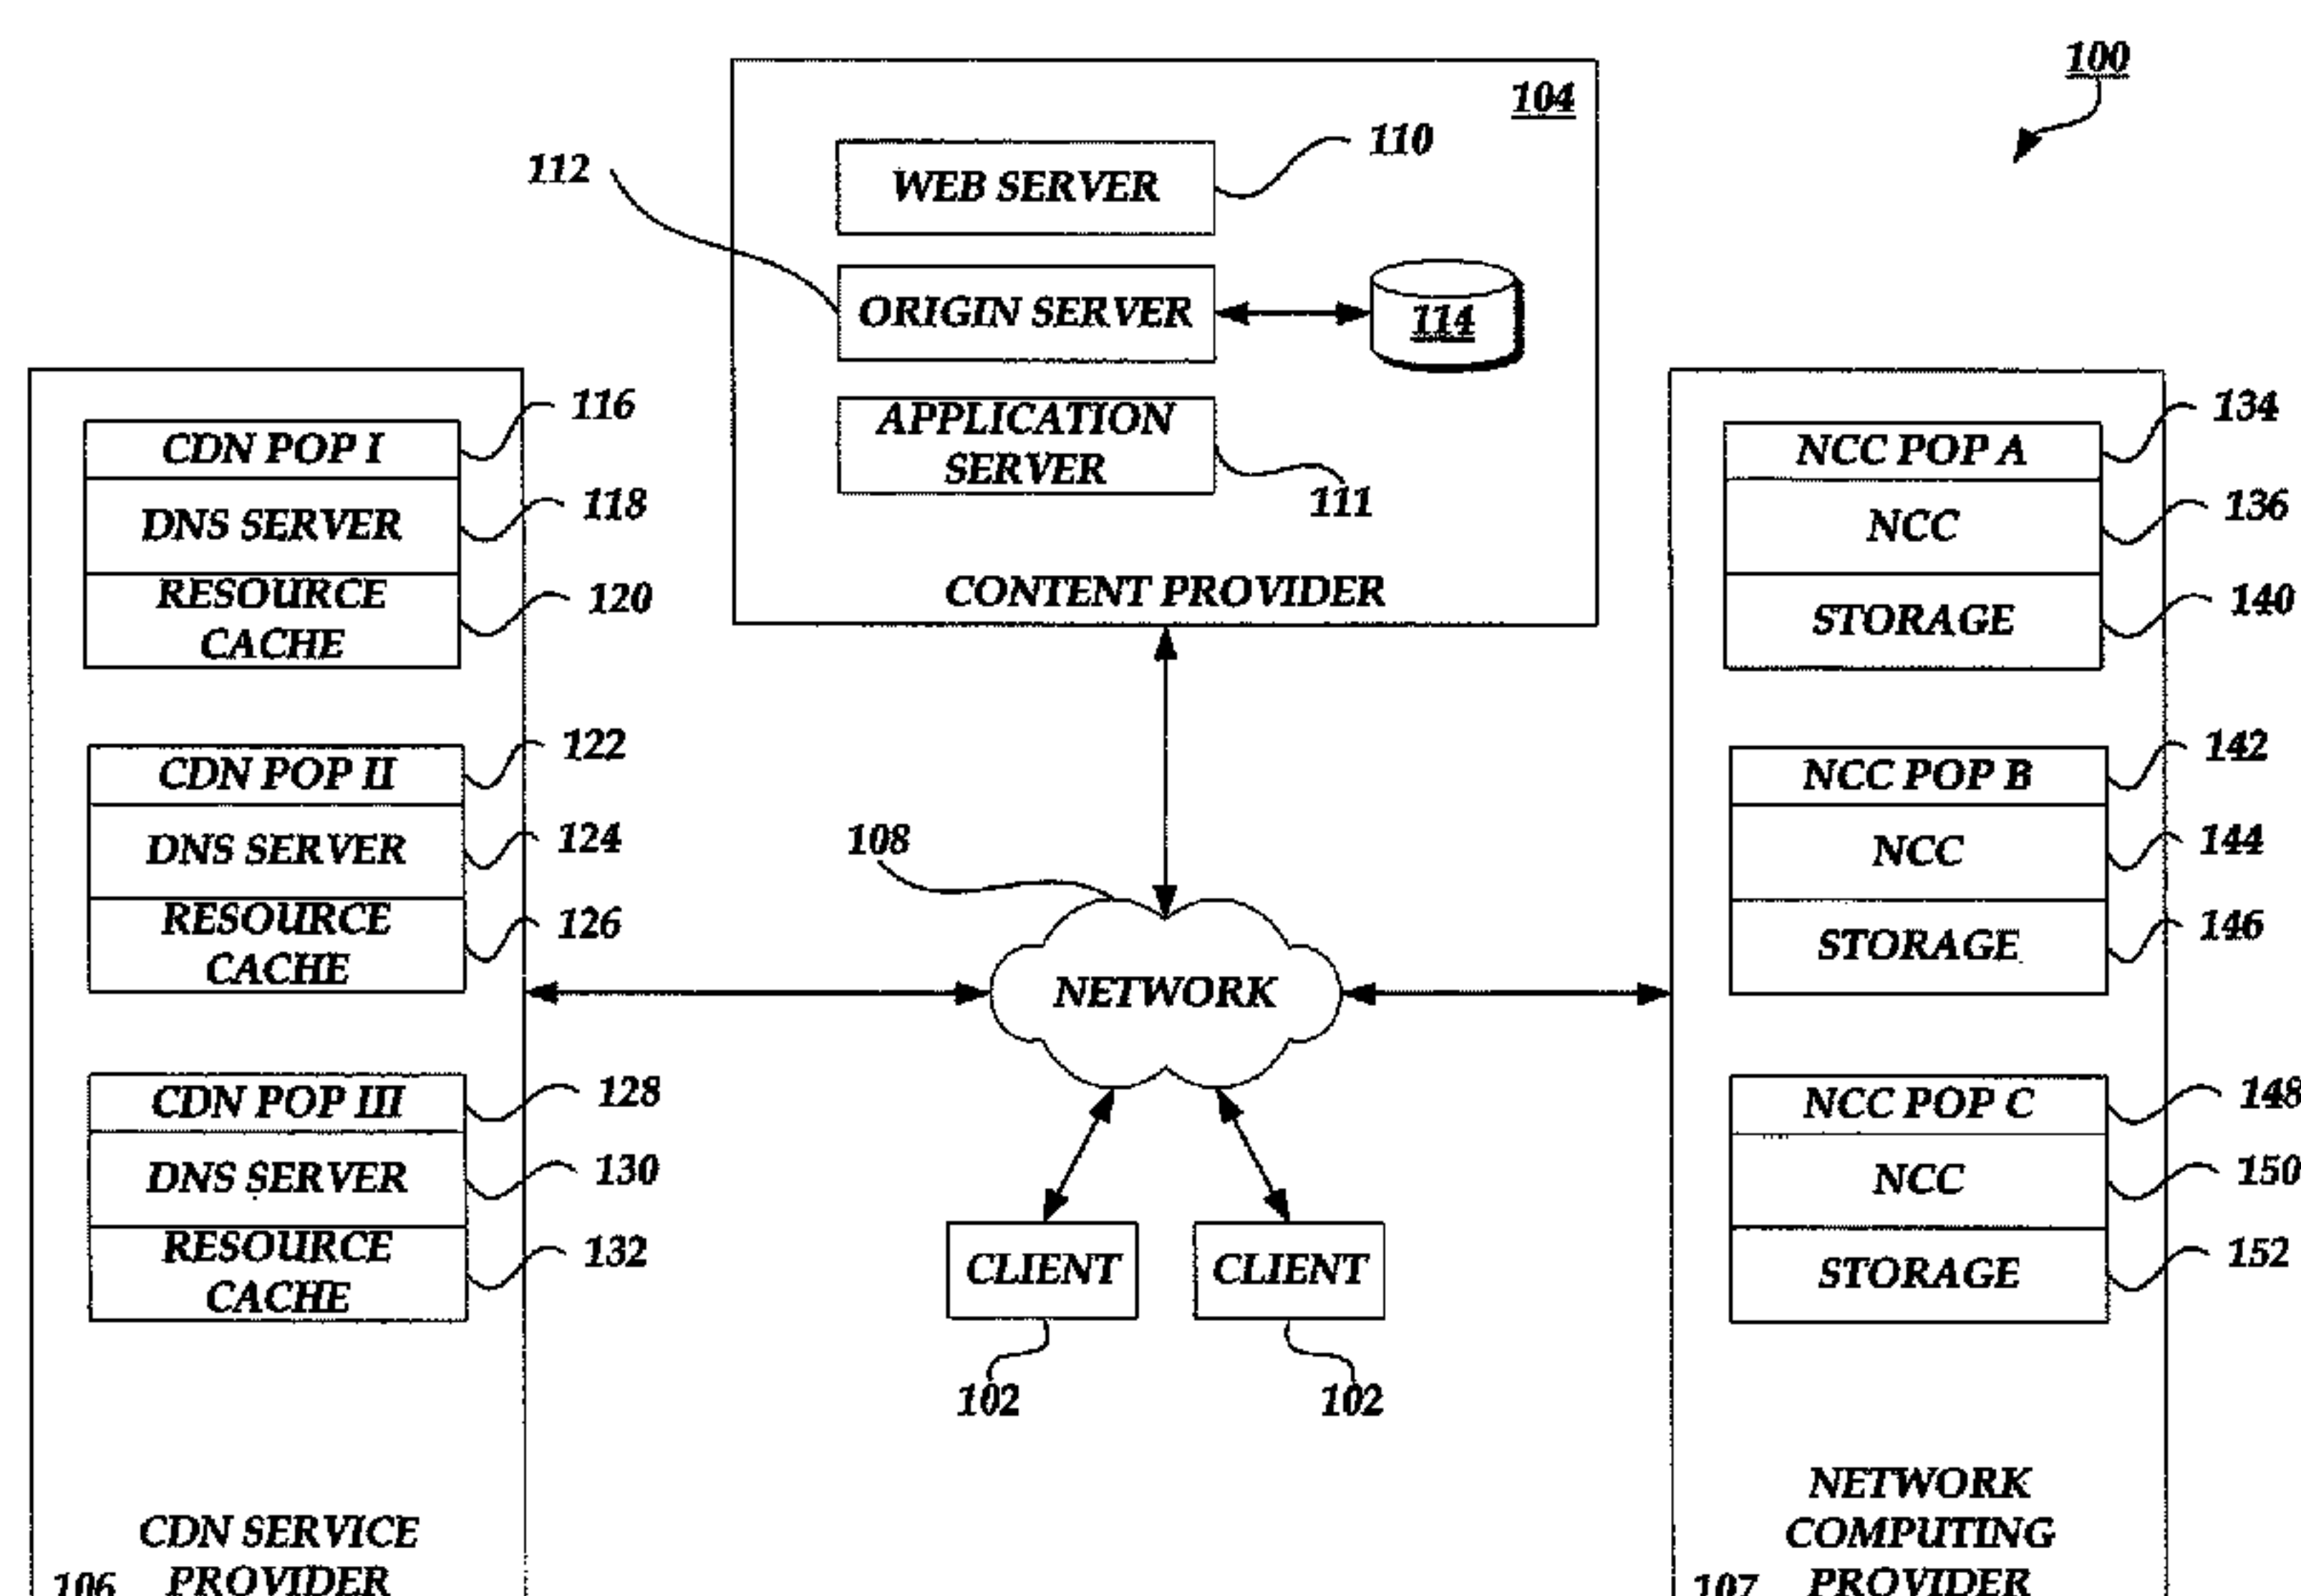 100
104
110
112
WEB SERVER
ORIGIN SERVER
114
APPLICATION
SERVER
111
CONTENT PROVIDER
CDN POP I
116
DNS SERVER
118
RESOURCE
CACHE
120
CDN POP II
122
DNS SERVER
124
RESOURCE
CACHE
126
CDN POP III
128
DNS SERVER
130
RESOURCE
CACHE
132
CDN SERVICE
PROVIDER
106
108
NETWORK
CLIENT
CLIENT
102
102
NCC POP A
134
NCC
136
STORAGE
140
NCC POP B
142
NCC
144
STORAGE
146
NCC POP C
148
NCC
150
STORAGE
152
NETWORK
COMPUTING
PROVIDER
107